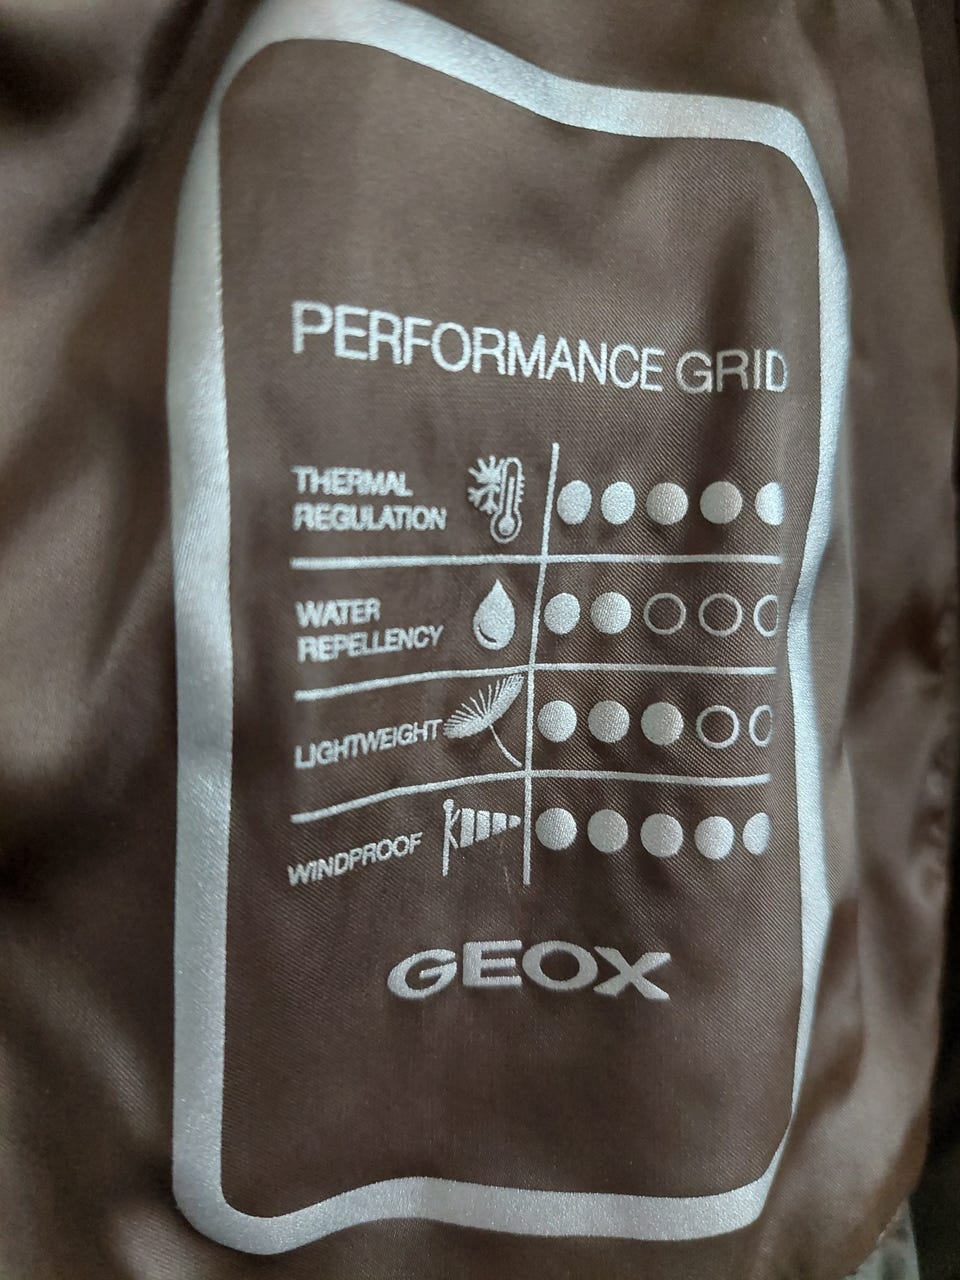 PERFORMANCE GRID
THERMAL
REGULATION
WATER
REPELLENCY
LIGHTWEIGHT
WINDPROOF
GEOX